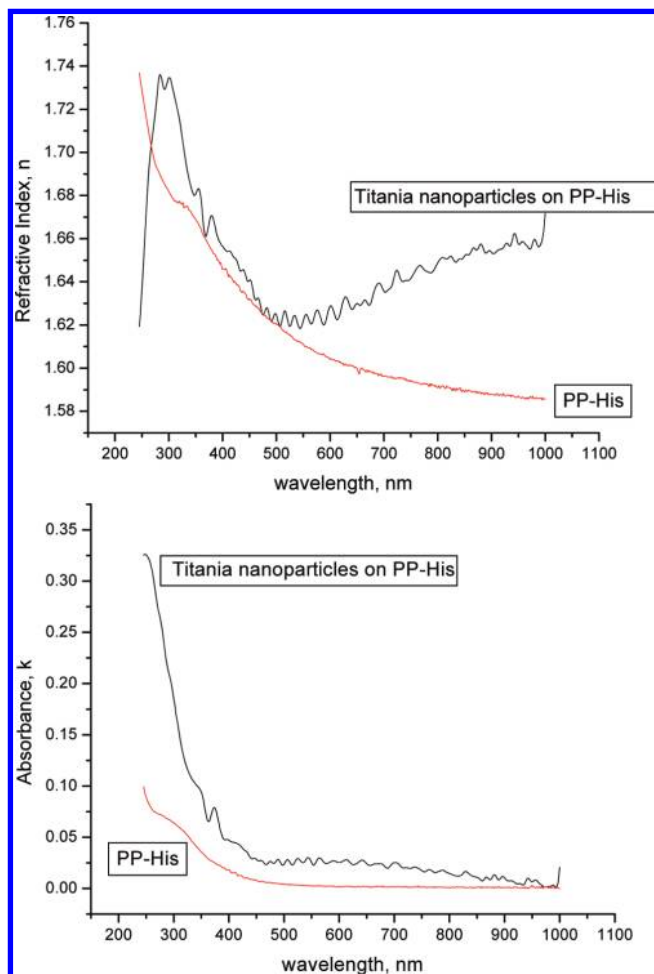 1.76
1.74
1.72
1.70
1.68
1.66
1.64
1.62
1.60
1.58
Refractive Index, n
Titania nanoparticles on PP-His
PP-His
200 300 400 500 600 700 800 900 1000 1100
wavelength, nm
0.35
0.30
0.25
0.20
0.15
0.10
0.05
0.00
Absorbance, k
Titania nanoparticles on PP-His
PP-His
200 300 400 500 600 700 800 900 1000 1100
wavelength, nm